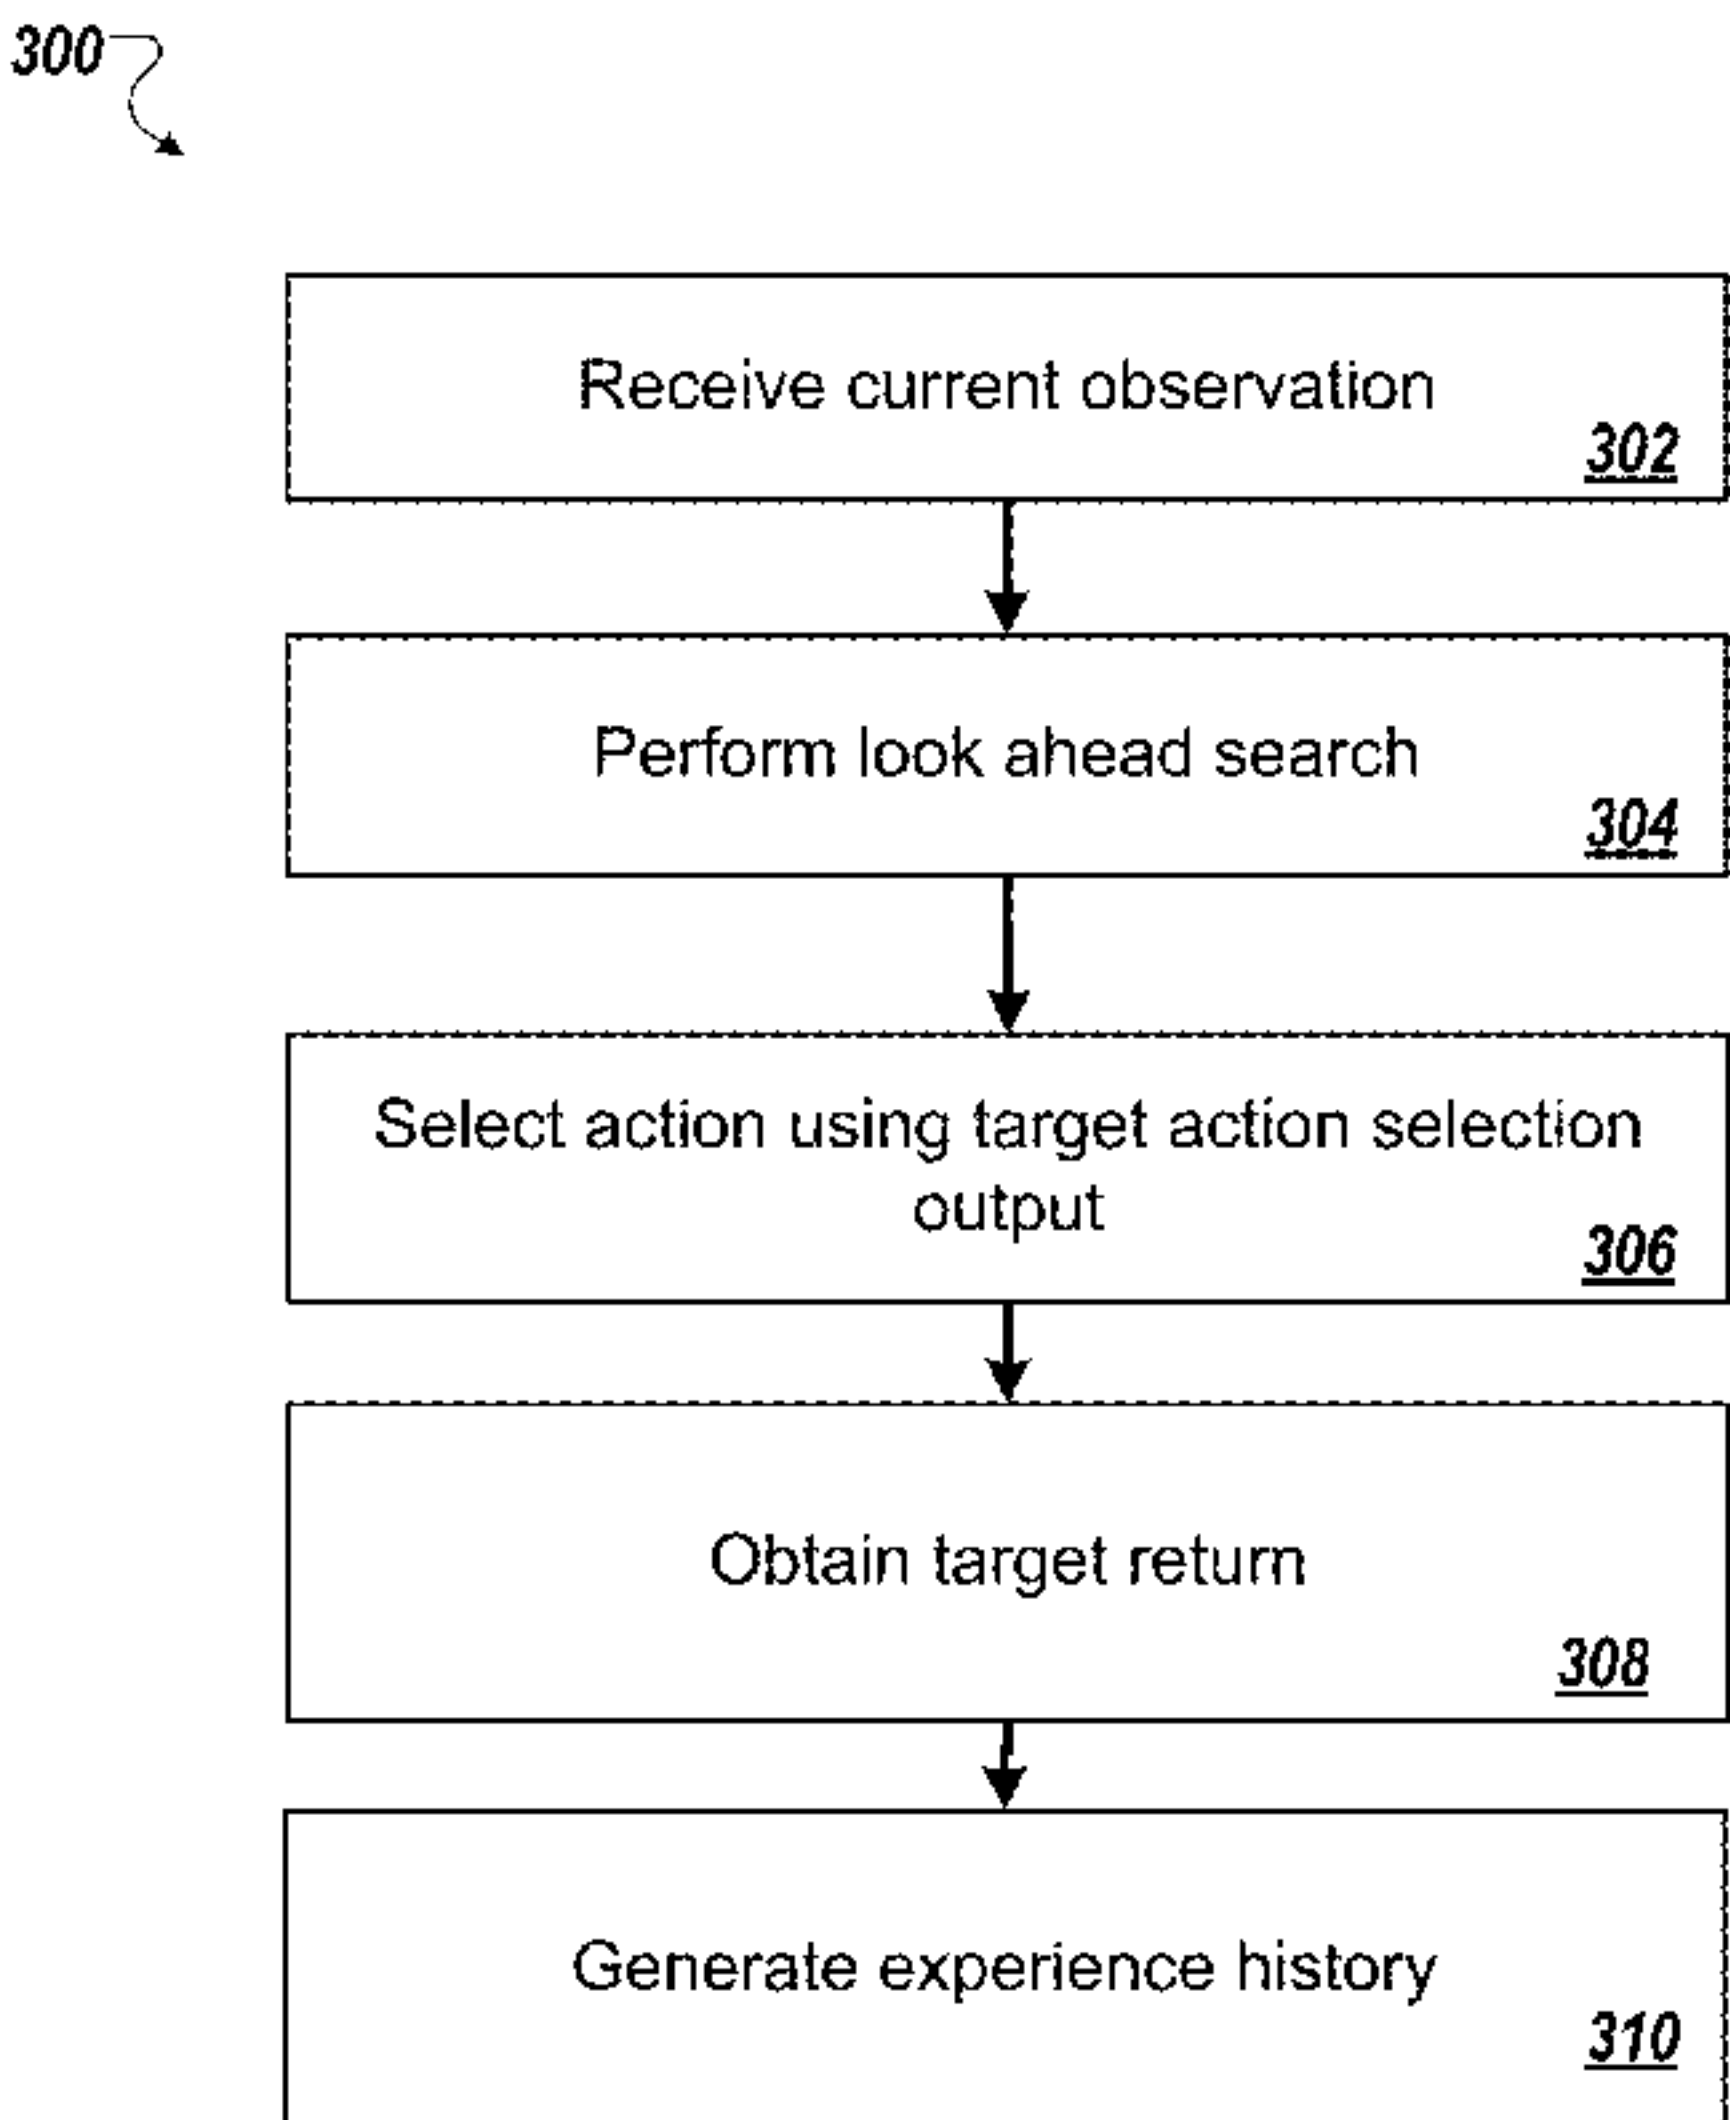 300
Receive current observation
302
Perform look ahead search
304
Select action using target action selection
output
306
Obtain target return
308
Generate experience history
310